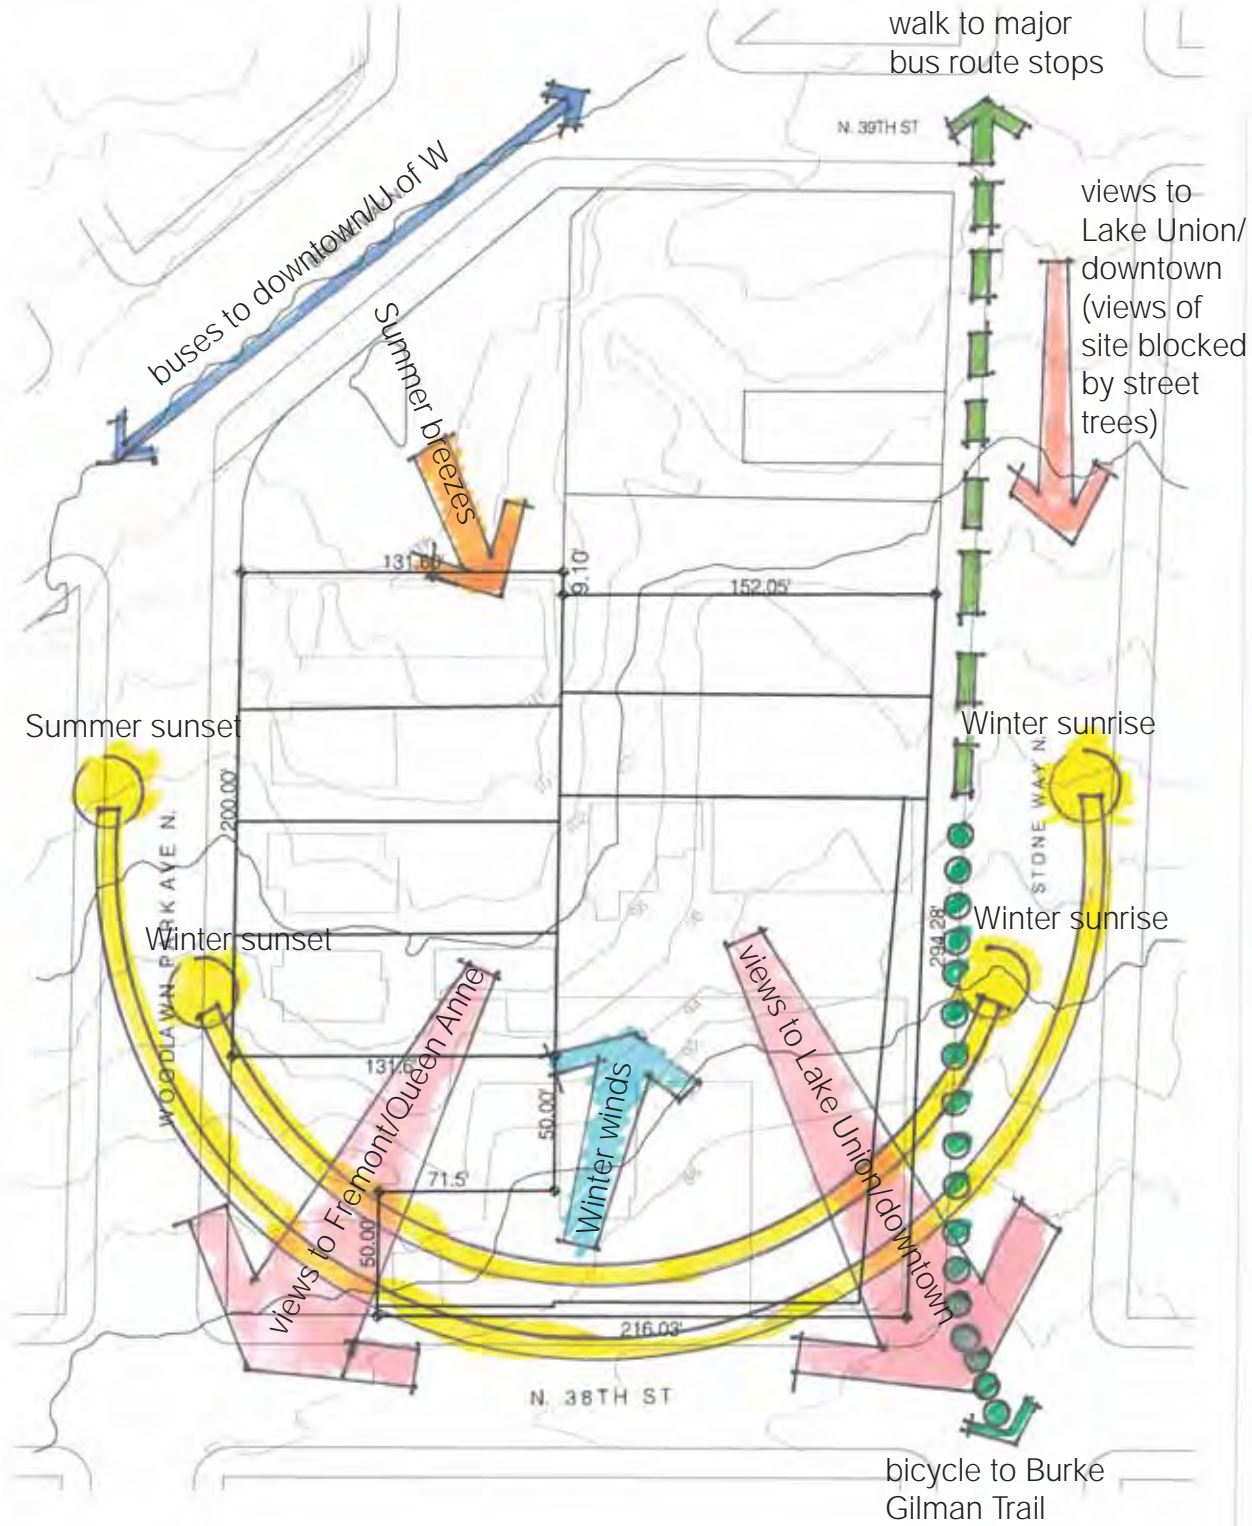 walk to major
bus route stops
N. 39TH ST
buses to downtown/U of W
views to
Lake Union/
downtown
(views of
site blocked
by street
trees)
Summer breezes
9.10'
152.05'
Summer sunset
Winter sunrise
200.00'
STONE WAY N.
WOODLAWN PARK AVE N.
Winter sunset
Winter sunrise
294.28'
views to Fremont/Queen Anne
views to Lake Union/downtown
131.6'
50.00'
Winter winds
71.5'
50.00'
216.03'
N. 38TH ST
bicycle to Burke
Gilman Trail